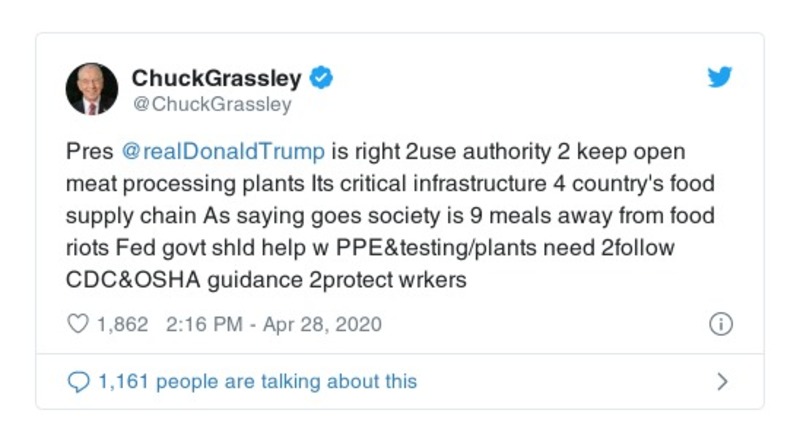 ChuckGrassley
@ChuckGrassley
Pres @realDonaldTrump is right 2use authority 2 keep open
meat processing plants Its critical infrastructure 4 country's food
supply chain As saying goes society is 9 meals away from food
riots Fed govt shld help w PPE&testing/plants need 2follow
CDC&OSHA guidance 2protect wrkers
1,862 2:16 PM - Apr 28, 2020
1,161 people are talking about this